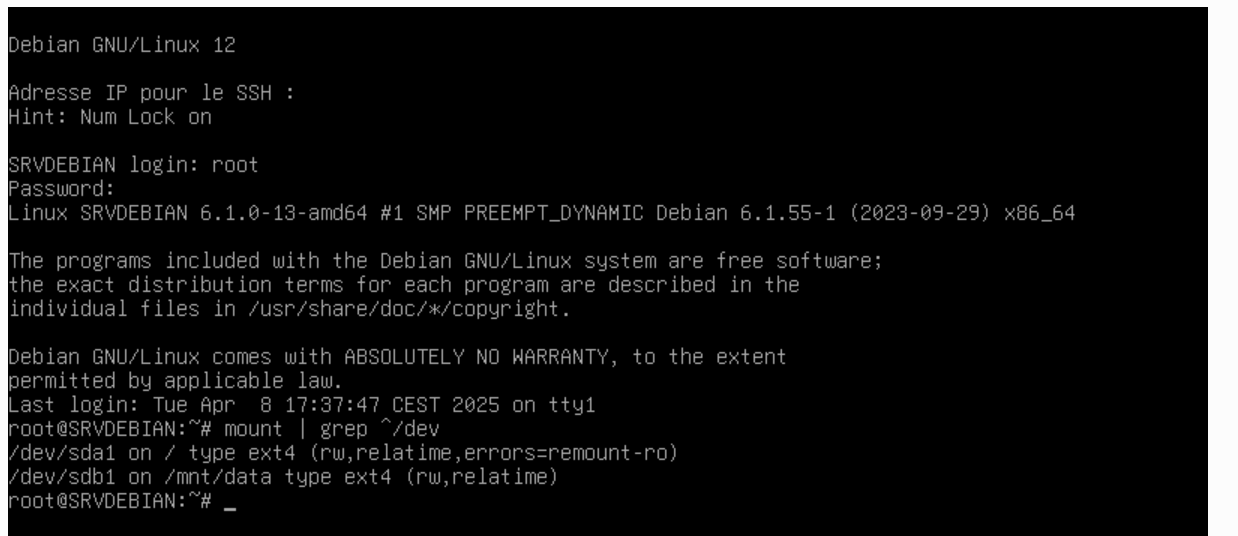 Debian GNU/Linux 12
Adresse IP pour le SSH :
Hint: Num Lock on
SRVDEBIAN login: root
Password:
Linux SRVDEBIAN 6.1.0-13-amd64 #1 SMP PREEMPT_DYNAMIC Debian 6.1.55-1 (2023-09-29) x86_64
The programs included with the Debian GNU/Linux system are free software;
the exact distribution terms for each program are described in the
individual files in /usr/share/doc/*/copyright.
Debian GNU/Linux comes with ABSOLUTELY NO WARRANTY, to the extent
permitted by applicable law.
Last login: Tue Apr  8 17:37:47 CEST 2025 on tty1
root@SRVDEBIAN:~# mount | grep ^/dev
/dev/sda1 on / type ext4 (rw,relatime,errors=remount-ro)
/dev/sdb1 on /mnt/data type ext4 (rw,relatime)
root@SRVDEBIAN:~# _